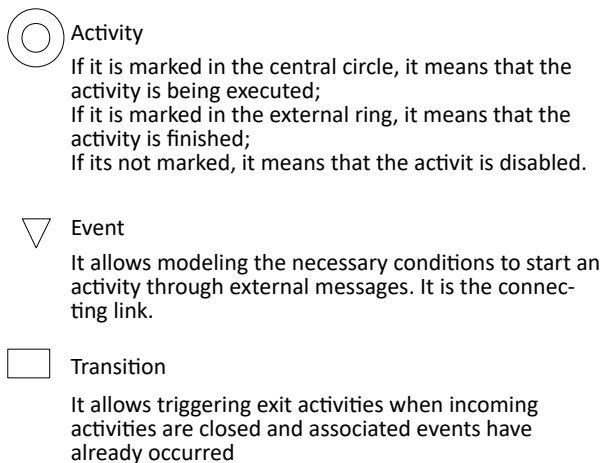 Activity
If it is marked in the central circle, it means that the
activity is being executed;
If it is marked in the external ring, it means that the
activity is finished;
If its not marked, it means that the activit is disabled.
Event
It allows modeling the necessary conditions to start an
activity through external messages. It is the connec-
ting link.
Transition
It allows triggering exit activities when incoming
activities are closed and associated events have
already occurred